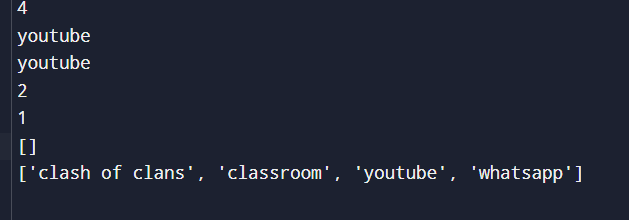 4
youtube
youtube
2
1
[]
['clash of clans', 'classroom', 'youtube', 'whatsapp']